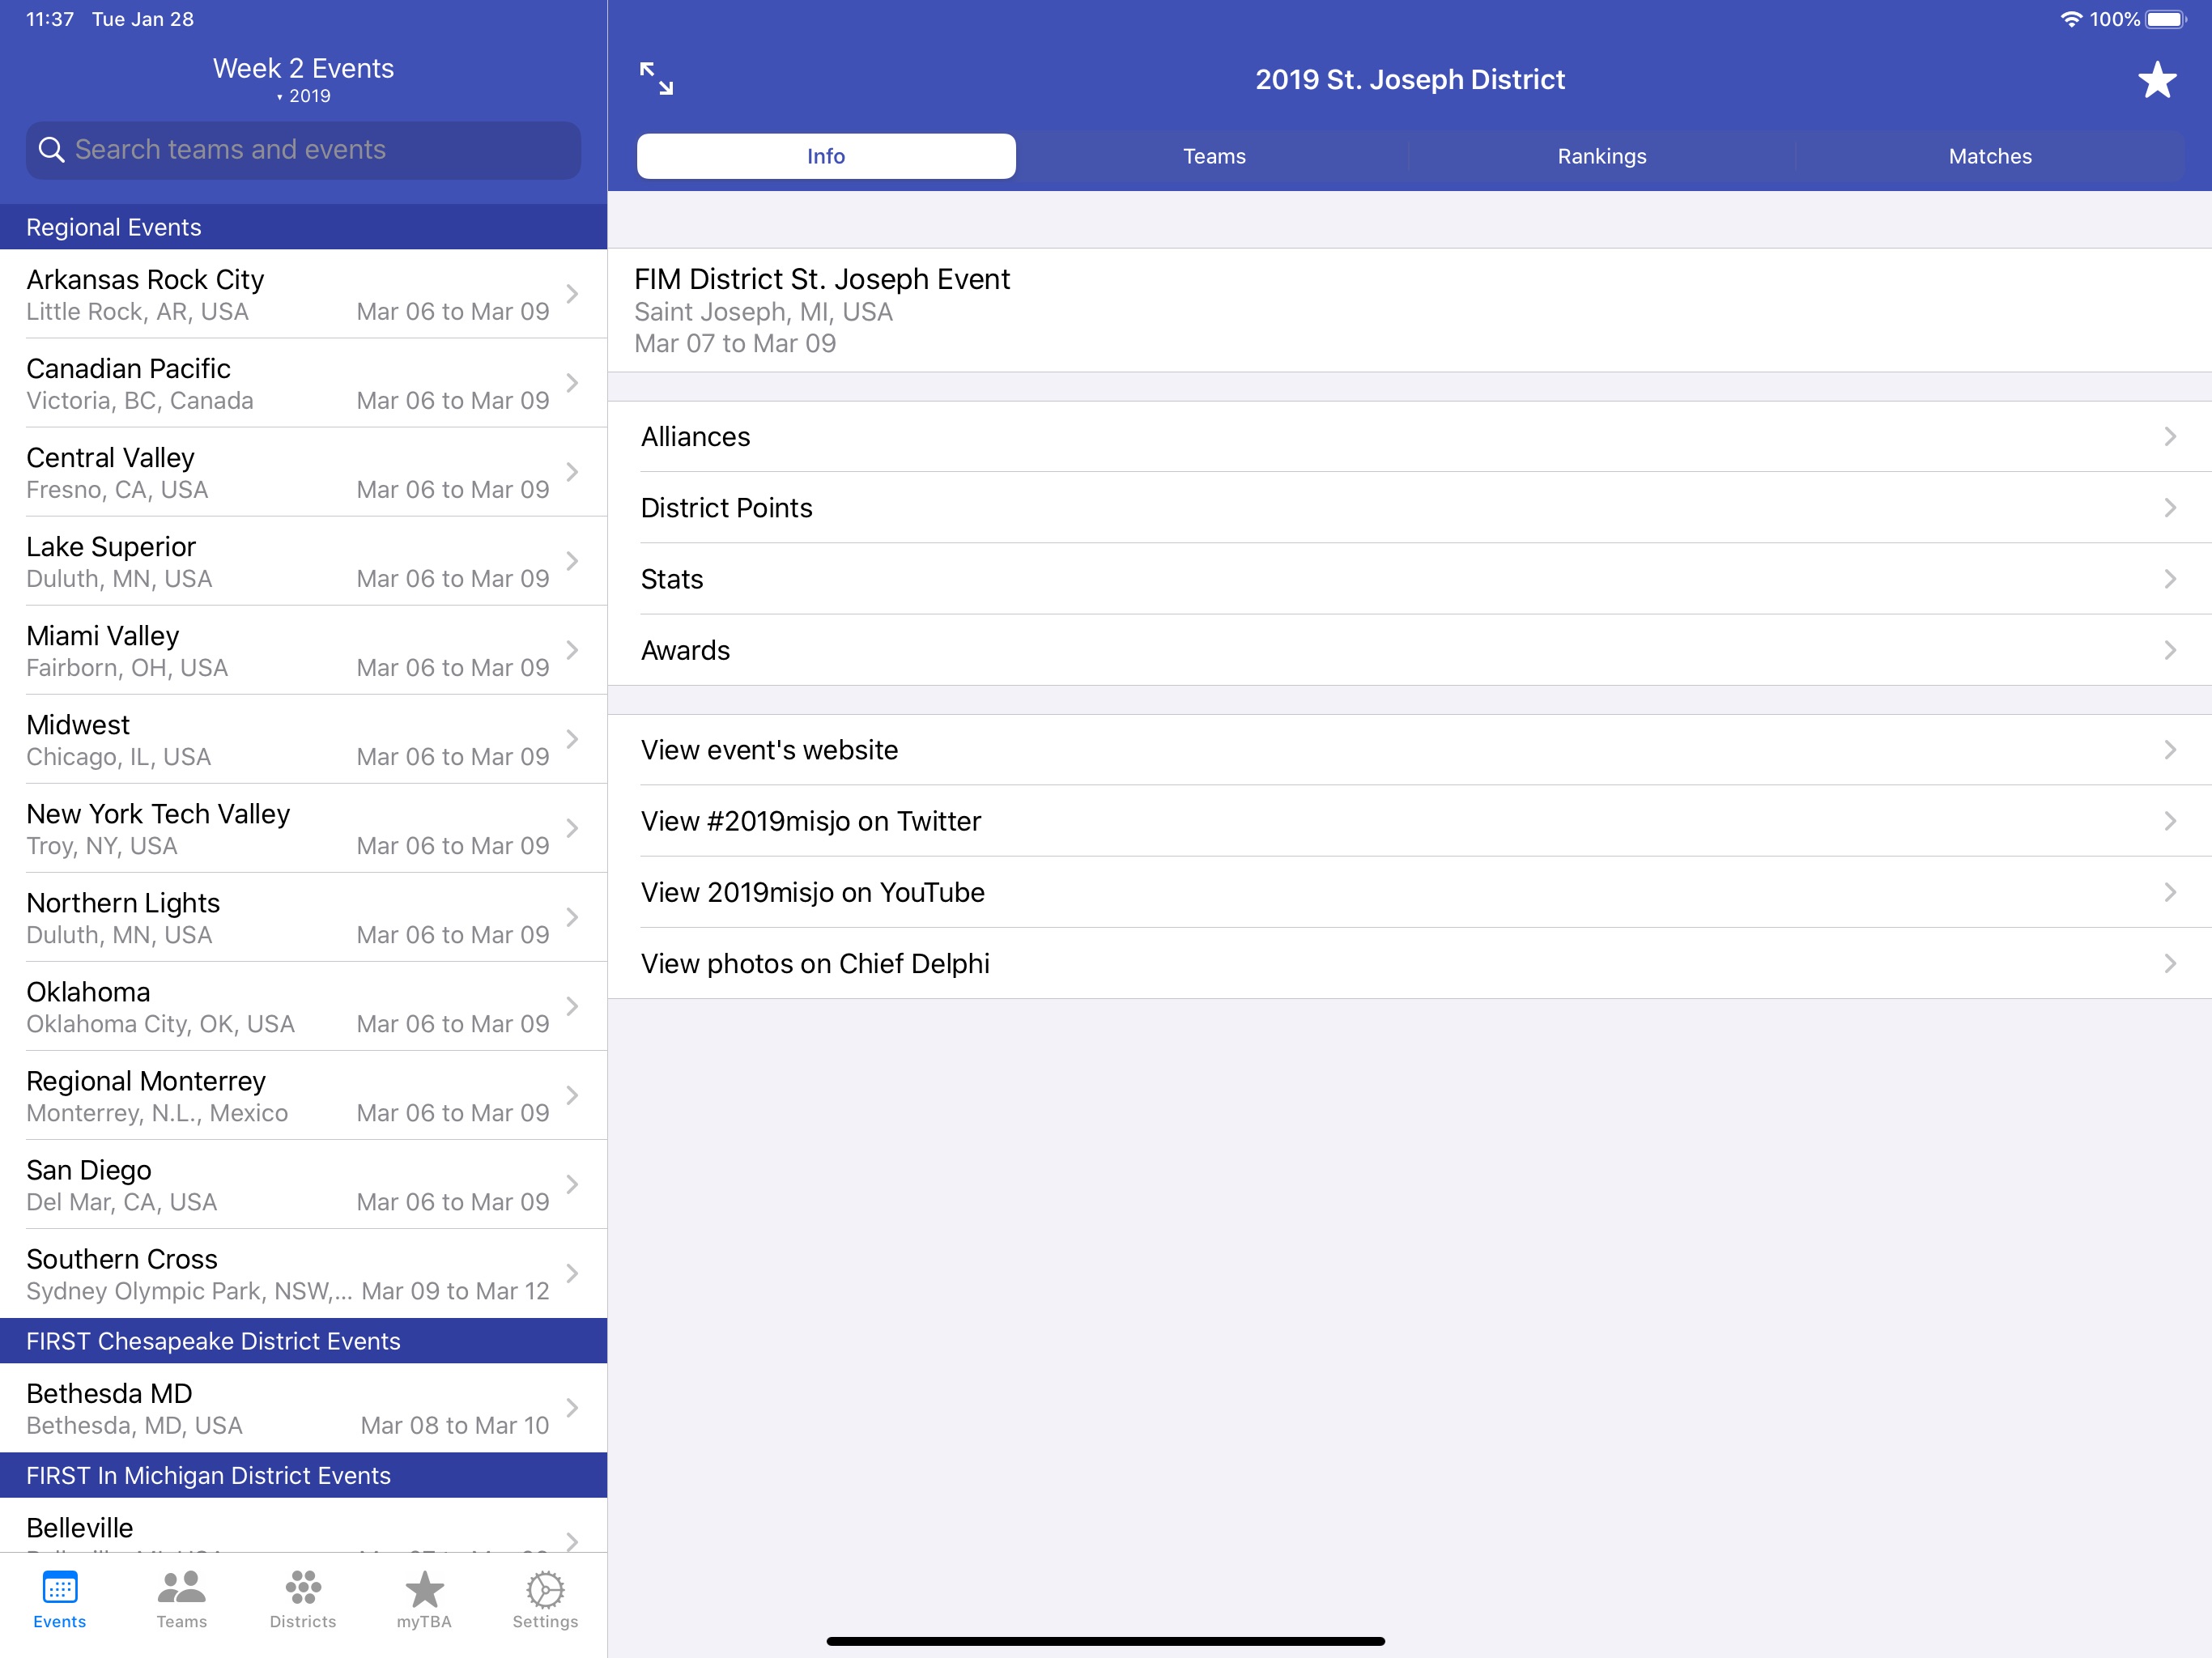 11:37 Tue Jan 28
100%
Week 2 Events
▾ 2019
Search teams and events
Regional Events
Arkansas Rock City
Little Rock, AR, USA Mar 06 to Mar 09
Canadian Pacific
Victoria, BC, Canada Mar 06 to Mar 09
Central Valley
Fresno, CA, USA Mar 06 to Mar 09
Lake Superior
Duluth, MN, USA Mar 06 to Mar 09
Miami Valley
Fairborn, OH, USA Mar 06 to Mar 09
Midwest
Chicago, IL, USA Mar 06 to Mar 09
New York Tech Valley
Troy, NY, USA Mar 06 to Mar 09
Northern Lights
Duluth, MN, USA Mar 06 to Mar 09
Oklahoma
Oklahoma City, OK, USA Mar 06 to Mar 09
Regional Monterrey
Monterrey, N.L., Mexico Mar 06 to Mar 09
San Diego
Del Mar, CA, USA Mar 06 to Mar 09
Southern Cross
Sydney Olympic Park, NSW,... Mar 09 to Mar 12
FIRST Chesapeake District Events
Bethesda MD
Bethesda, MD, USA Mar 08 to Mar 10
FIRST In Michigan District Events
Belleville
Events Teams Districts myTBA Settings
2019 St. Joseph District
Info Teams Rankings Matches
FIM District St. Joseph Event
Saint Joseph, MI, USA
Mar 07 to Mar 09
Alliances
District Points
Stats
Awards
View event's website
View #2019misjo on Twitter
View 2019misjo on YouTube
View photos on Chief Delphi